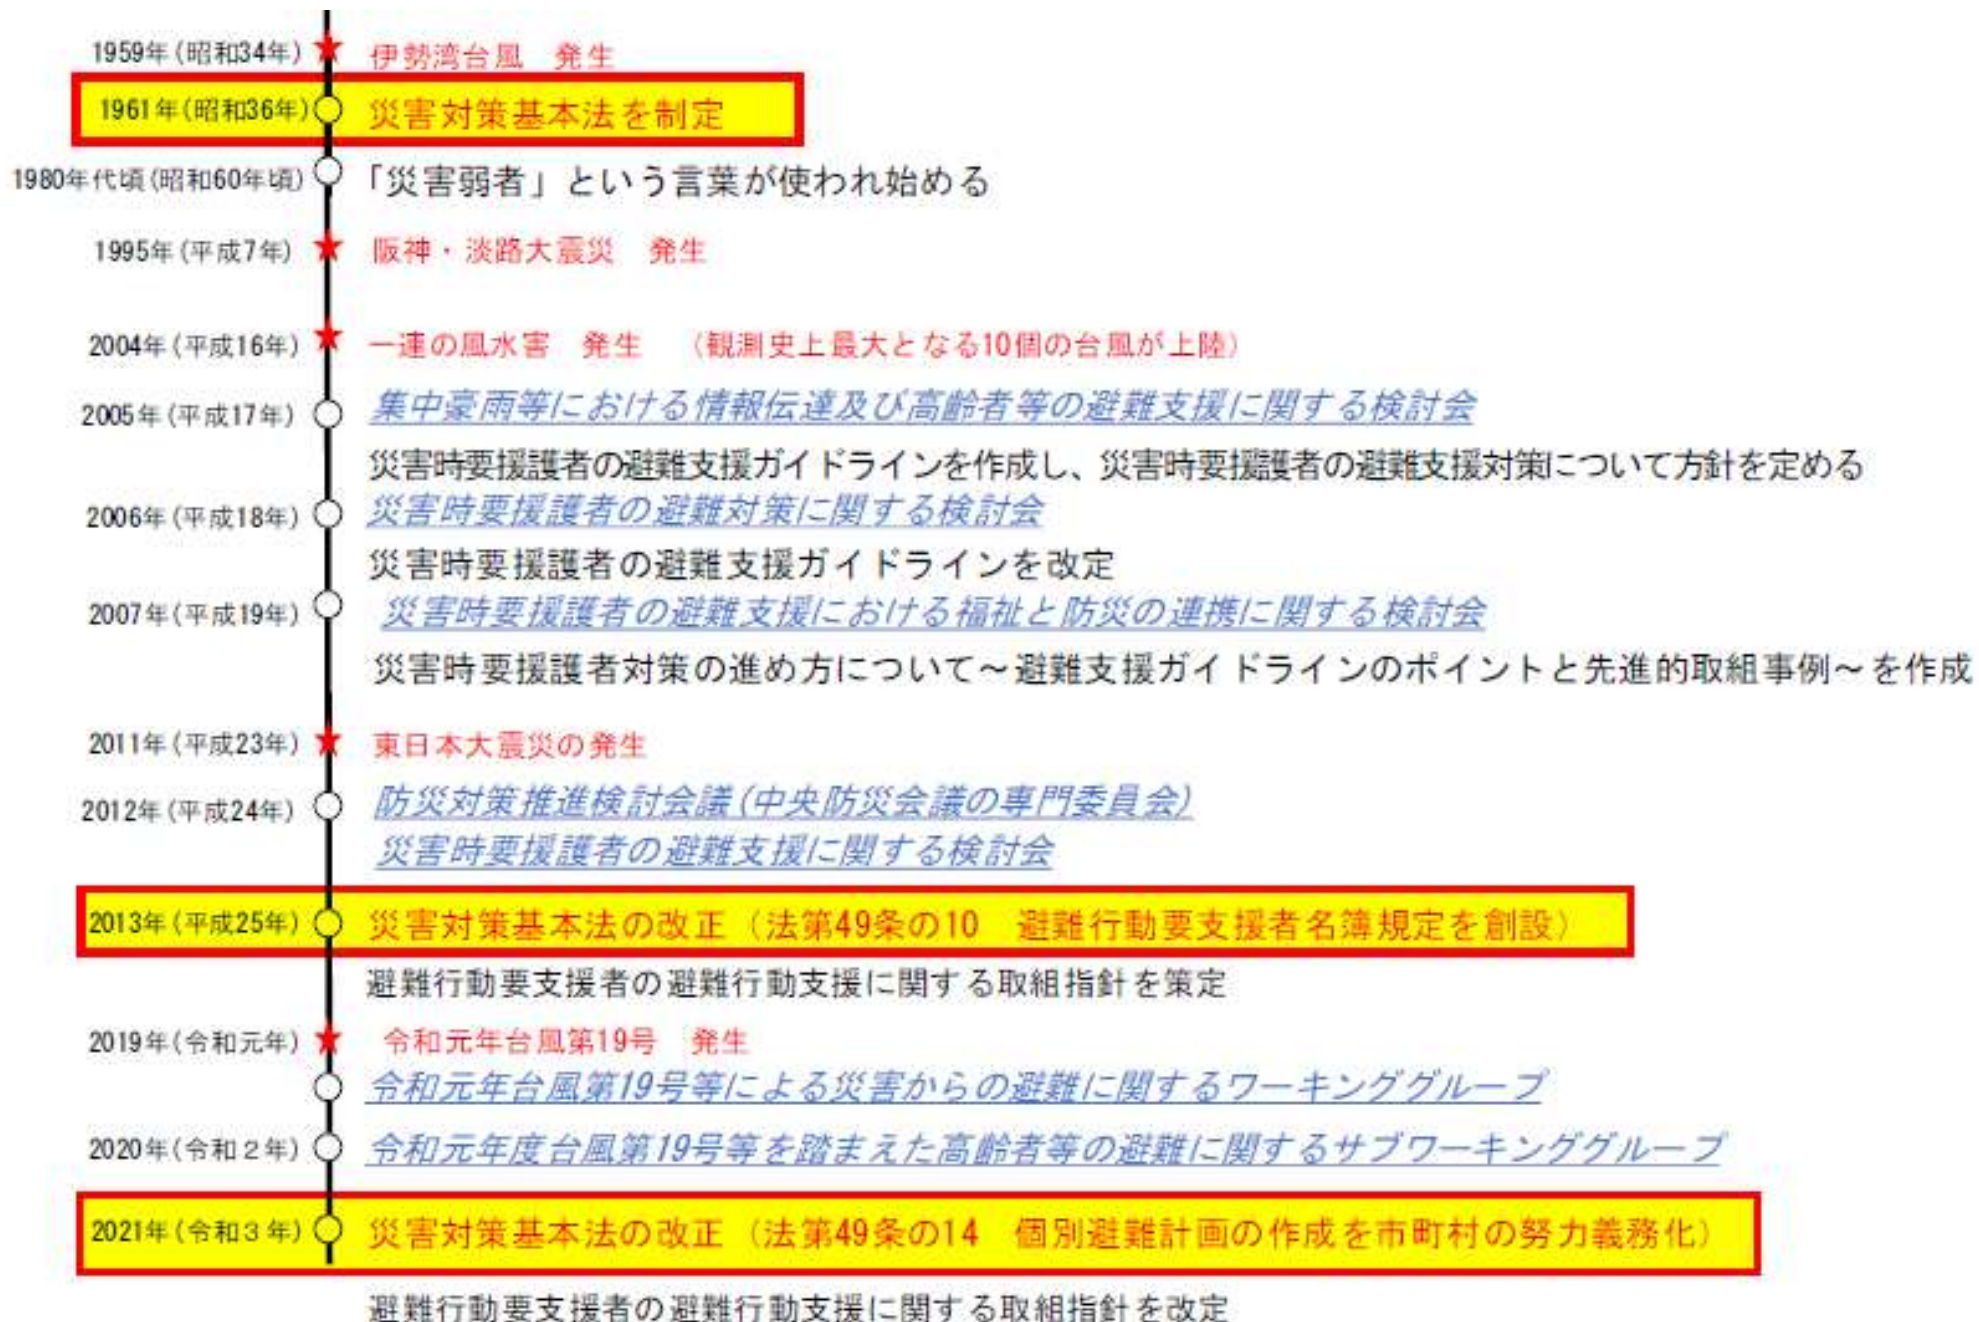 1959年(昭和34年) 伊勢湾台風 発生
1961年(昭和36年) 災害対策基本法を制定
1980年代頃(昭和60年頃) 「災害弱者」という言葉が使われ始める
1995年(平成7年) 阪神・淡路大震災 発生
2004年(平成16年) 一連の風水害 発生 (観測史上最大となる10個の台風が上陸)
2005年(平成17年) 集中豪雨等における情報伝達及び高齢者等の避難支援に関する検討会
災害時要援護者の避難支援ガイドラインを作成し、災害時要援護者の避難支援対策について方針を定める
2006年(平成18年) 災害時要援護者の避難対策に関する検討会
災害時要援護者の避難支援ガイドラインを改定
2007年(平成19年) 災害時要援護者の避難支援における福祉と防災の連携に関する検討会
災害時要援護者対策の進め方について~避難支援ガイドラインのポイントと先進的取組事例~を作成
2011年(平成23年) 東日本大震災の発生
2012年(平成24年) 防災対策推進検討会議(中央防災会議の専門委員会)
災害時要援護者の避難支援に関する検討会
2013年(平成25年) 災害対策基本法の改正(法第49条の10 避難行動要支援者名簿規定を創設)
避難行動要支援者の避難行動支援に関する取組指針を策定
2019年(令和元年) 令和元年台風第19号 発生
令和元年台風第19号等による災害からの避難に関するワーキンググループ
2020年(令和2年) 令和元年度台風第19号等を踏まえた高齢者等の避難に関するサブワーキンググループ
2021年(令和3年) 災害対策基本法の改正(法第49条の14 個別避難計画の作成を市町村の努力義務化)
避難行動要支援者の避難行動支援に関する取組指針を改定